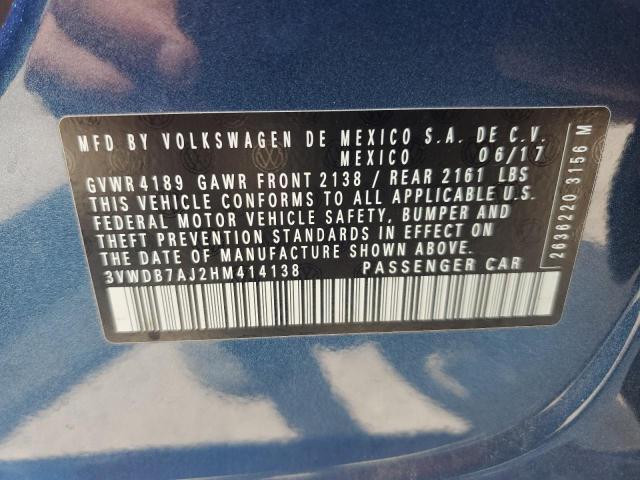 MFD BY VOLKSWAGEN DE MEXICO S.A. DE C.V.
MEXICO 06/17
GVWR 4189 GAWR FRONT 2138 / REAR 2161 LBS
THIS VEHICLE CONFORMS TO ALL APPLICABLE U.S.
FEDERAL MOTOR VEHICLE SAFETY, BUMPER AND
THEFT PREVENTION STANDARDS IN EFFECT ON
THE DATE OF MANUFACTURE SHOWN ABOVE.
3VWDB7AJ2HM414138 PASSENGER CAR
2636220 3156 M